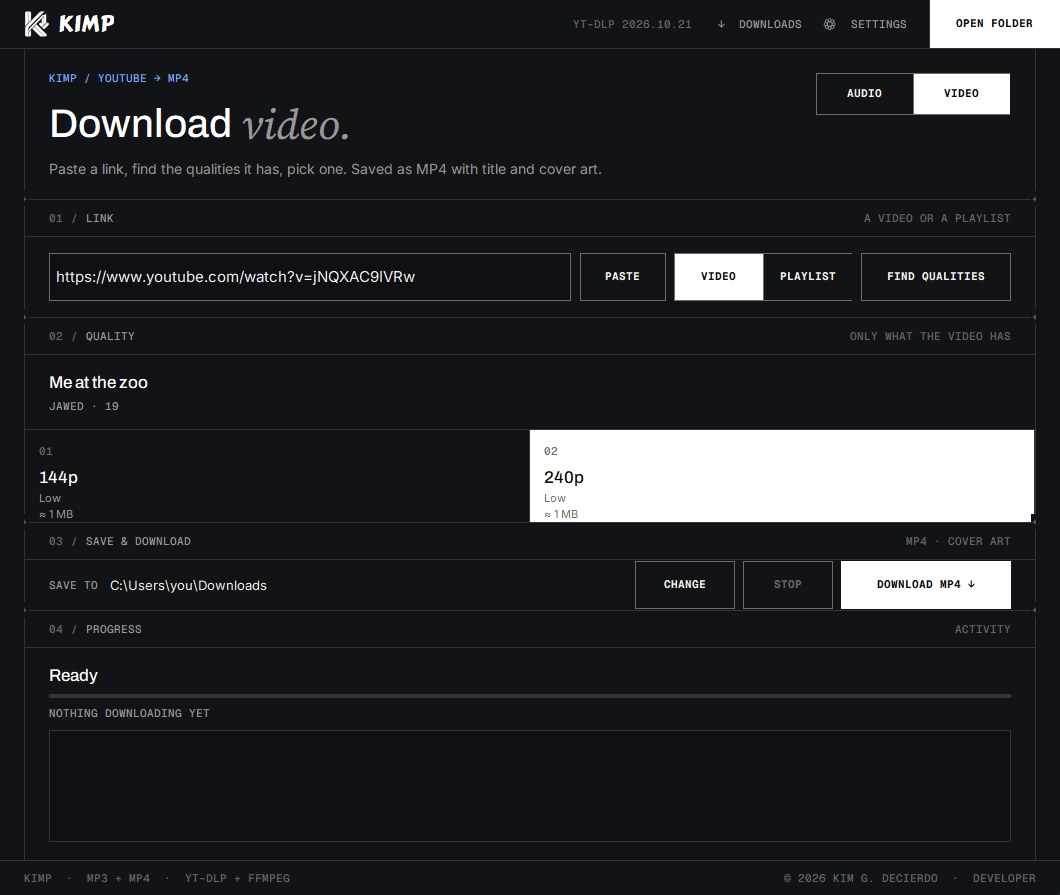 KIMP
YT-DLP 2026.10.21 ↓ DOWNLOADS SETTINGS OPEN FOLDER
KIMP / YOUTUBE → MP4
AUDIO VIDEO
Download video.
Paste a link, find the qualities it has, pick one. Saved as MP4 with title and cover art.
01 / LINK A VIDEO OR A PLAYLIST
https://www.youtube.com/watch?v=jNQXAC9IVRw PASTE VIDEO PLAYLIST FIND QUALITIES
02 / QUALITY ONLY WHAT THE VIDEO HAS
Me at the zoo
JAWED · 19
01
144p
Low
≈ 1 MB
02
240p
Low
≈ 1 MB
03 / SAVE & DOWNLOAD MP4 · COVER ART
SAVE TO C:\Users\you\Downloads CHANGE STOP DOWNLOAD MP4 ↓
04 / PROGRESS ACTIVITY
Ready
NOTHING DOWNLOADING YET
KIMP · MP3 + MP4 · YT-DLP + FFMPEG © 2026 KIM G. DECIERDO · DEVELOPER